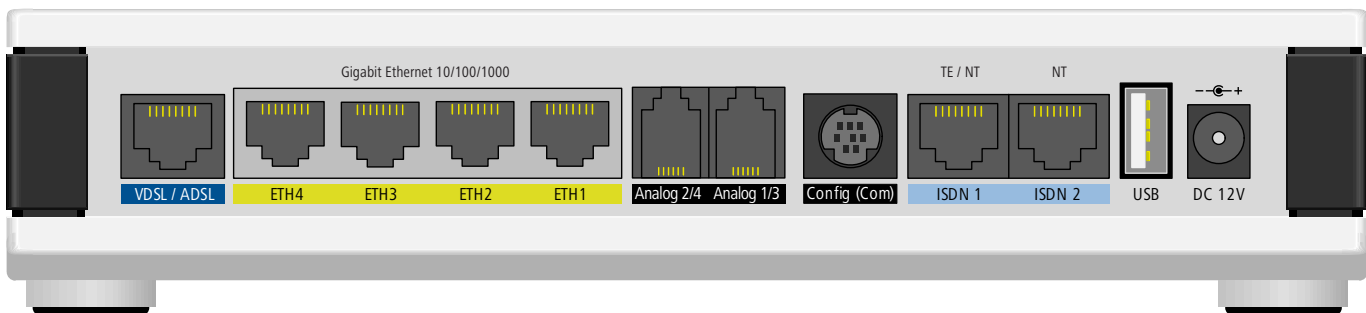 Gigabit Ethernet 10/100/1000
TE / NT
NT
VDSL / ADSL
ETH4
ETH3
ETH2
ETH1
Analog 2/4
Analog 1/3
Config (Com)
ISDN 1
ISDN 2
USB
DC 12V